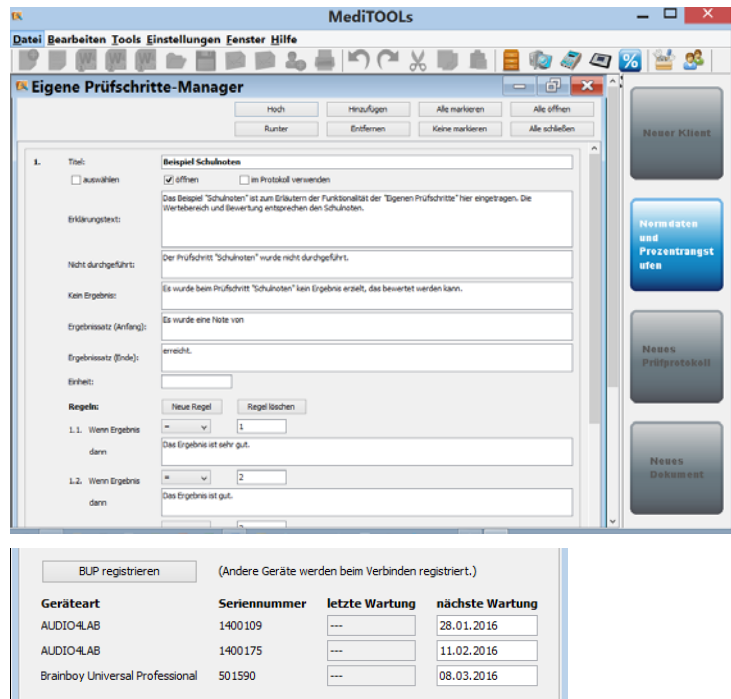 MediTOOLs
Datei Bearbeiten Tools Einstellungen Fenster Hilfe
Eigene Prüfschritte-Manager
Hoch Hinzufügen Alle markieren Alle öffnen
Runter Entfernen Keine markieren Alle schließen
1. Titel: Beispiel Schulnoten
auswählen öffnen im Protokoll verwenden
Erklärungstext: Das Beispiel "Schulnoten" ist zum Erläutern der Funktionalität der "Eigenen Prüfschritte" hier eingetragen. Die
Wertebereich und Bewertung entsprechen den Schulnoten.
Nicht durchgeführt: Der Prüfschritt "Schulnoten" wurde nicht durchgeführt.
Kein Ergebnis: Es wurde beim Prüfschritt "Schulnoten" kein Ergebnis erzielt, das bewertet werden kann.
Ergebnissatz (Anfang): Es wurde eine Note von
Ergebnissatz (Ende): erreicht.
Einheit:
Regeln: Neue Regel Regel löschen
1.1. Wenn Ergebnis = 1
dann Das Ergebnis ist sehr gut.
1.2. Wenn Ergebnis = 2
dann Das Ergebnis ist gut.
Neuer Klient
Normdaten
und
Prozentrangst
ufen
Neues
Prüfprotokoll
Neues
Dokument
BUP registrieren (Andere Geräte werden beim Verbinden registriert.)
Geräteart Seriennummer letzte Wartung nächste Wartung
AUDIO4LAB 1400109 --- 28.01.2016
AUDIO4LAB 1400175 --- 11.02.2016
Brainboy Universal Professional 501590 --- 08.03.2016